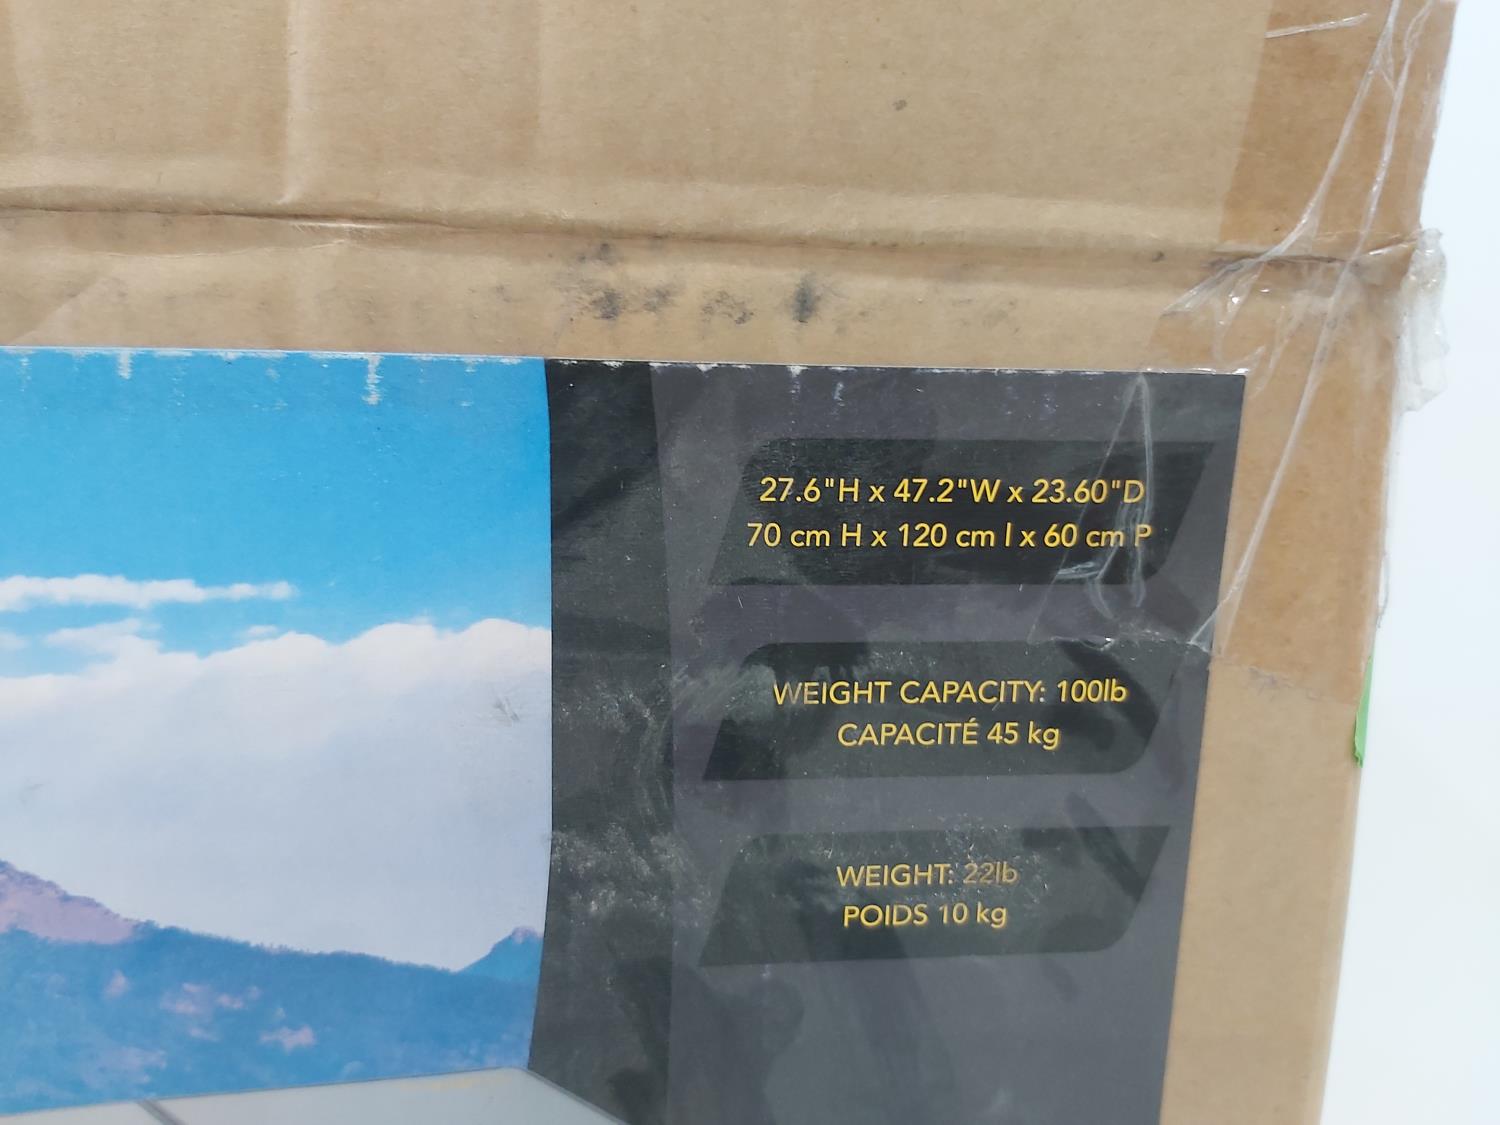 27.6"H x 47.2"W x 23.60"D
70 cm H x 120 cm l x 60 cm P
WEIGHT CAPACITY: 100lb
CAPACITÉ 45 kg
WEIGHT: 22lb
POIDS 10 kg